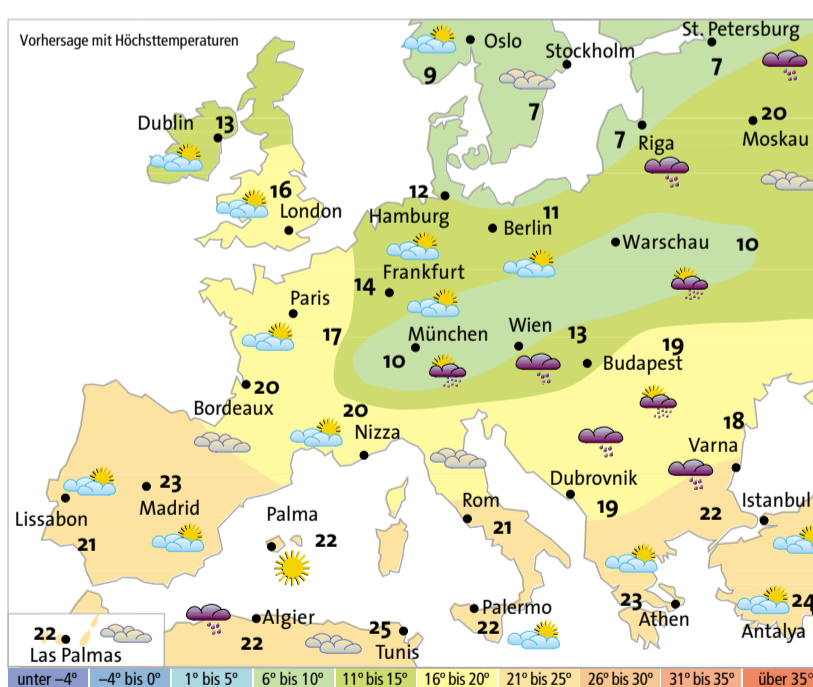 Vorhersage mit Höchsttemperaturen
Oslo
9
Stockholm
7
St. Petersburg
7
Dublin 13
7 Riga
20
Moskau
16
London
12
Hamburg
11
Berlin
Warschau 10
Frankfurt
14
Paris
17
München
10
Wien 13
Budapest
19
20
Bordeaux
20
Nizza
18
Varna
Lissabon
21
23
Madrid
Palma
22
Rom
21
Dubrovnik
19
22
Istanbul
23
Athen
24
Antalya
22
Las Palmas
Algier
22
25
Tunis
Palermo
22
unter –4° –4° bis 0° 1° bis 5° 6° bis 10° 11° bis 15° 16° bis 20° 21° bis 25° 26° bis 30° 31° bis 35° über 35°